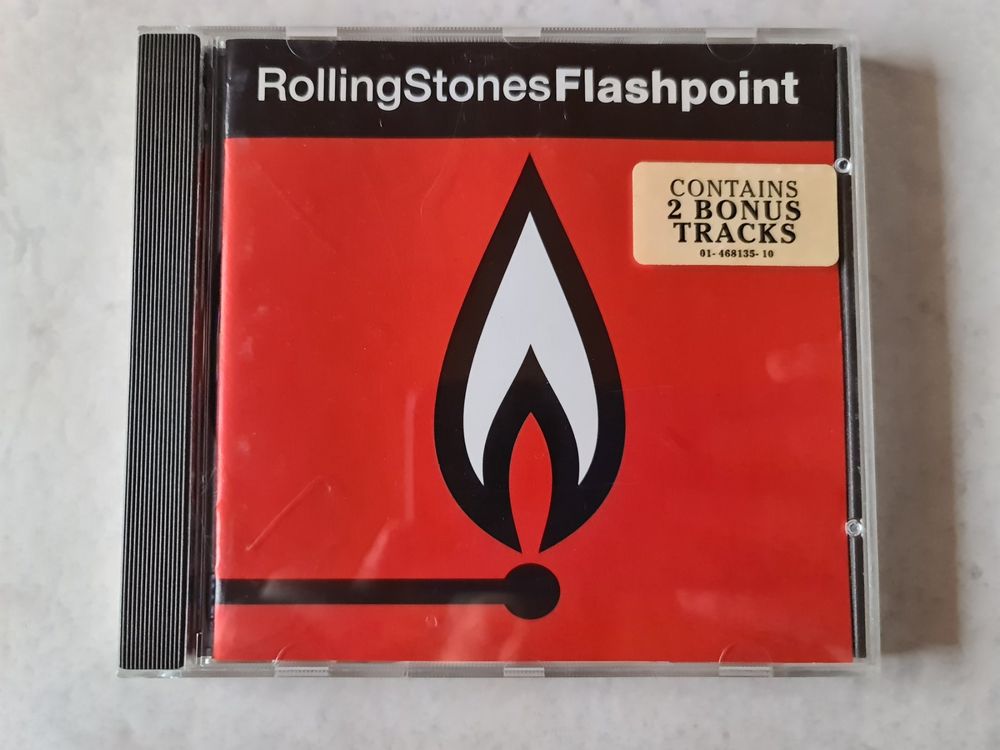 RollingStonesFlashpoint
CONTAINS
2 BONUS
TRACKS
01- 468135- 10